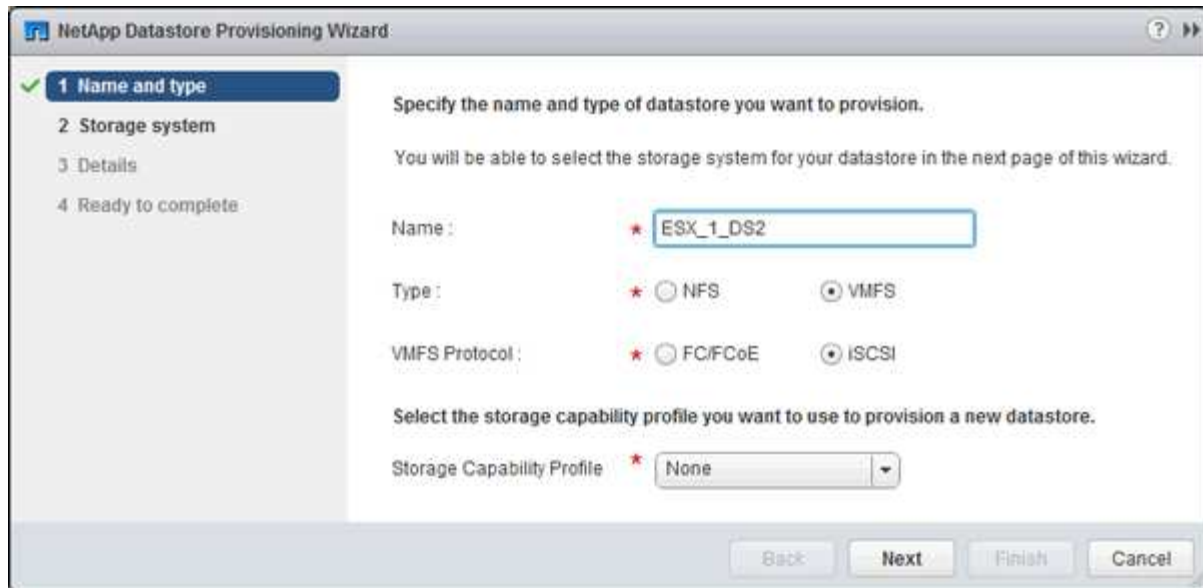 NetApp Datastore Provisioning Wizard
?
1 Name and type
2 Storage system
3 Details
4 Ready to complete
Specify the name and type of datastore you want to provision.
You will be able to select the storage system for your datastore in the next page of this wizard.
Name : * ESX_1_DS2
Type : * NFS VMFS
VMFS Protocol : * FC/FCoE iSCSI
Select the storage capability profile you want to use to provision a new datastore.
Storage Capability Profile * None
Back Next Finish Cancel